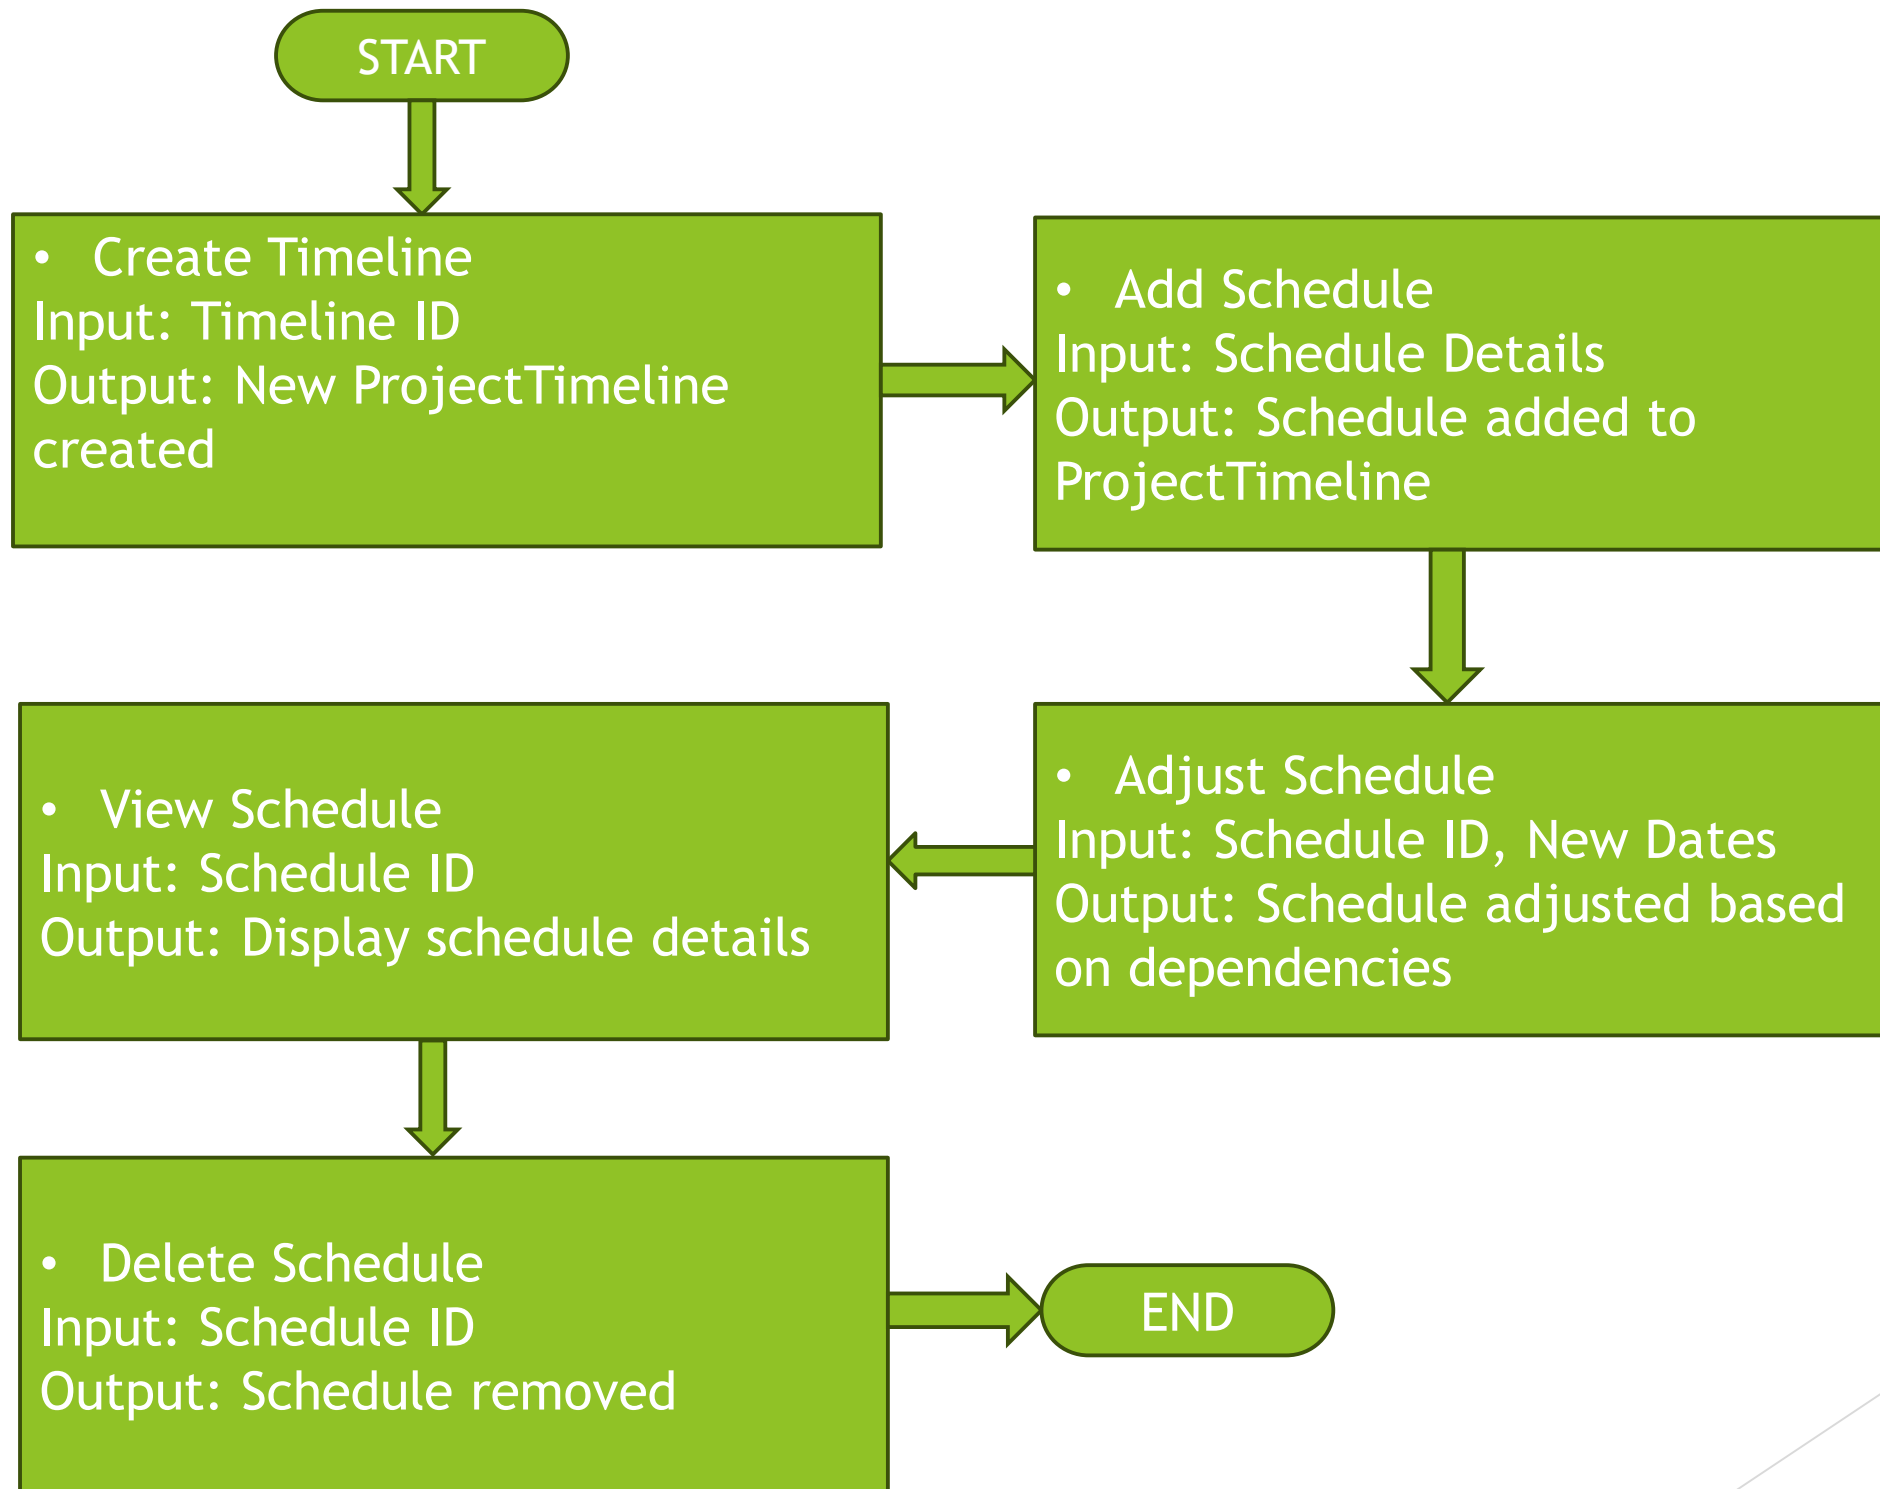 START
• Create Timeline
Input: Timeline ID
Output: New ProjectTimeline
created
• Add Schedule
Input: Schedule Details
Output: Schedule added to
ProjectTimeline
• Adjust Schedule
Input: Schedule ID, New Dates
Output: Schedule adjusted based
on dependencies
• View Schedule
Input: Schedule ID
Output: Display schedule details
• Delete Schedule
Input: Schedule ID
Output: Schedule removed
END